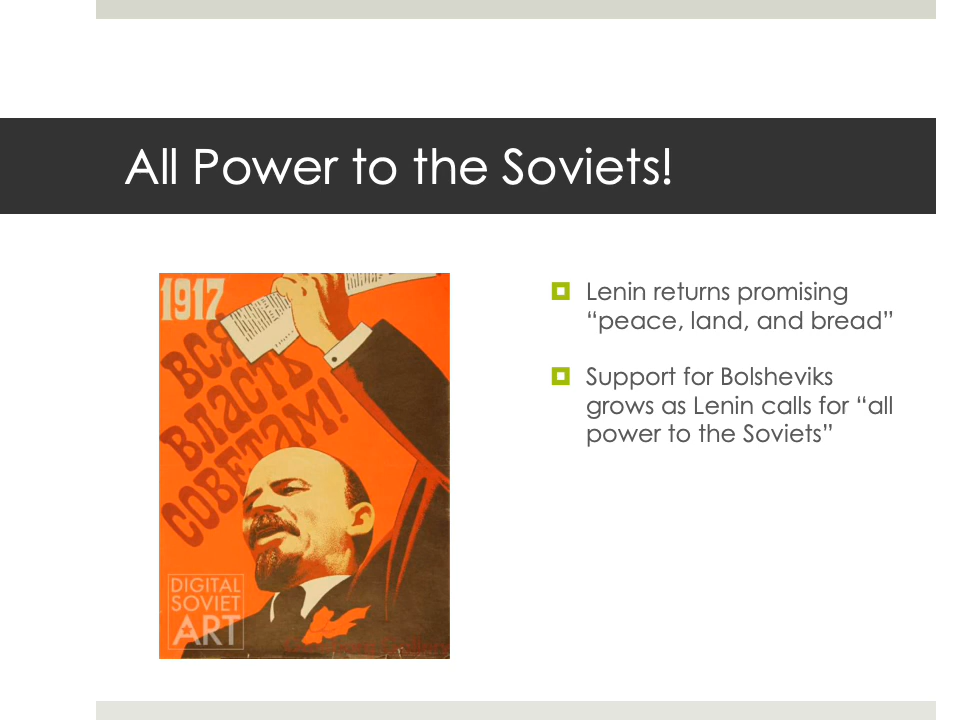 All Power to the Soviets!
1917
ВСЯ
ВЛАСТЬ
СОВЕТАМ!
DIGITAL
SOVIET
ART
Lenin returns promising
“peace, land, and bread”
Support for Bolsheviks
grows as Lenin calls for “all
power to the Soviets”